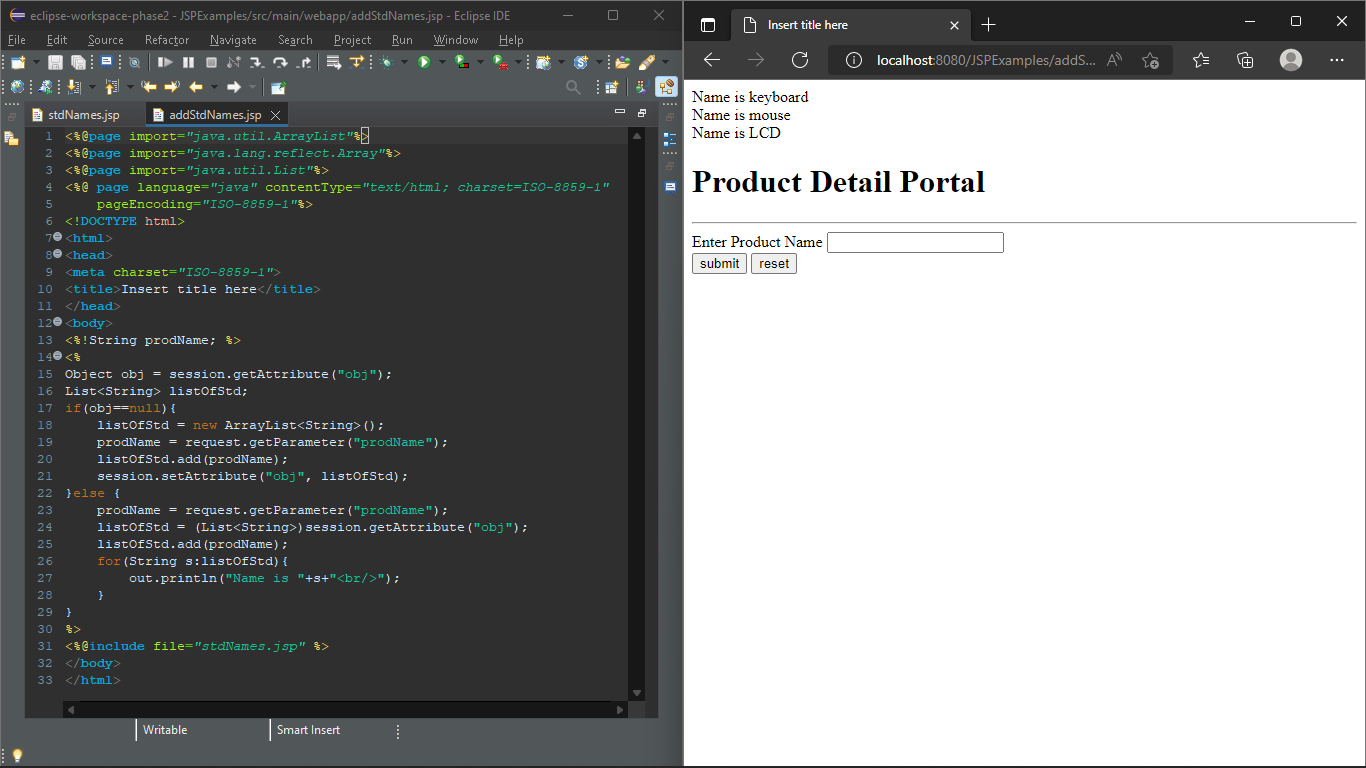 eclipse-workspace-phase2 - JSPExamples/src/main/webapp/addStdNames.jsp - Eclipse IDE
File Edit Source Refactor Navigate Search Project Run Window Help
stdNames.jsp addStdNames.jsp
1 <%@page import="java.util.ArrayList"%>
2 <%@page import="java.lang.reflect.Array"%>
3 <%@page import="java.util.List"%>
4 <%@ page language="java" contentType="text/html; charset=ISO-8859-1"
5     pageEncoding="ISO-8859-1"%>
6 <!DOCTYPE html>
7 <html>
8 <head>
9 <meta charset="ISO-8859-1">
10 <title>Insert title here</title>
11 </head>
12 <body>
13 <%!String prodName; %>
14 <%
15 Object obj = session.getAttribute("obj");
16 List<String> listOfStd;
17 if(obj==null){
18     listOfStd = new ArrayList<String>();
19     prodName = request.getParameter("prodName");
20     listOfStd.add(prodName);
21     session.setAttribute("obj", listOfStd);
22 }else {
23     prodName = request.getParameter("prodName");
24     listOfStd = (List<String>)session.getAttribute("obj");
25     listOfStd.add(prodName);
26     for(String s:listOfStd){
27         out.println("Name is "+s+"<br/>");
28     }
29 }
30 %>
31 <%@include file="stdNames.jsp" %>
32 </body>
33 </html>
Writable Smart Insert
Insert title here
localhost:8080/JSPExamples/addS...
Name is keyboard
Name is mouse
Name is LCD
Product Detail Portal
Enter Product Name
submit reset